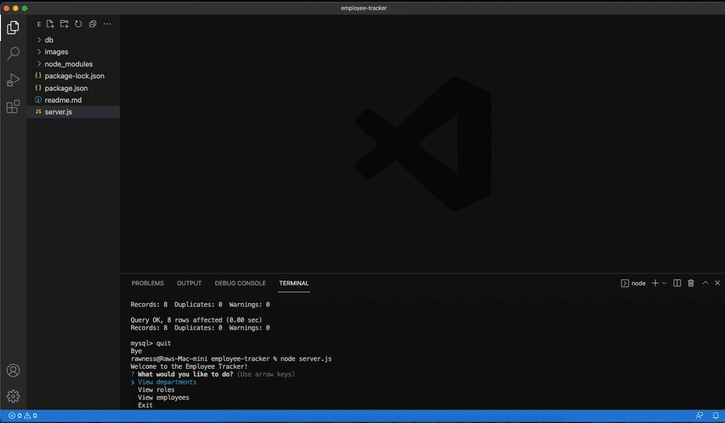 employee-tracker
E
db
images
node_modules
{} package-lock.json
{} package.json
readme.md
JS server.js
PROBLEMS OUTPUT DEBUG CONSOLE TERMINAL
node
Records: 8 Duplicates: 0 Warnings: 0
Query OK, 8 rows affected (0.00 sec)
Records: 8 Duplicates: 0 Warnings: 0
mysql> quit
Bye
rawness@Raws-Mac-mini employee-tracker % node server.js
Welcome to the Employee Tracker!
? What would you like to do? (Use arrow keys)
❯ View departments
View roles
View employees
Exit
0 0